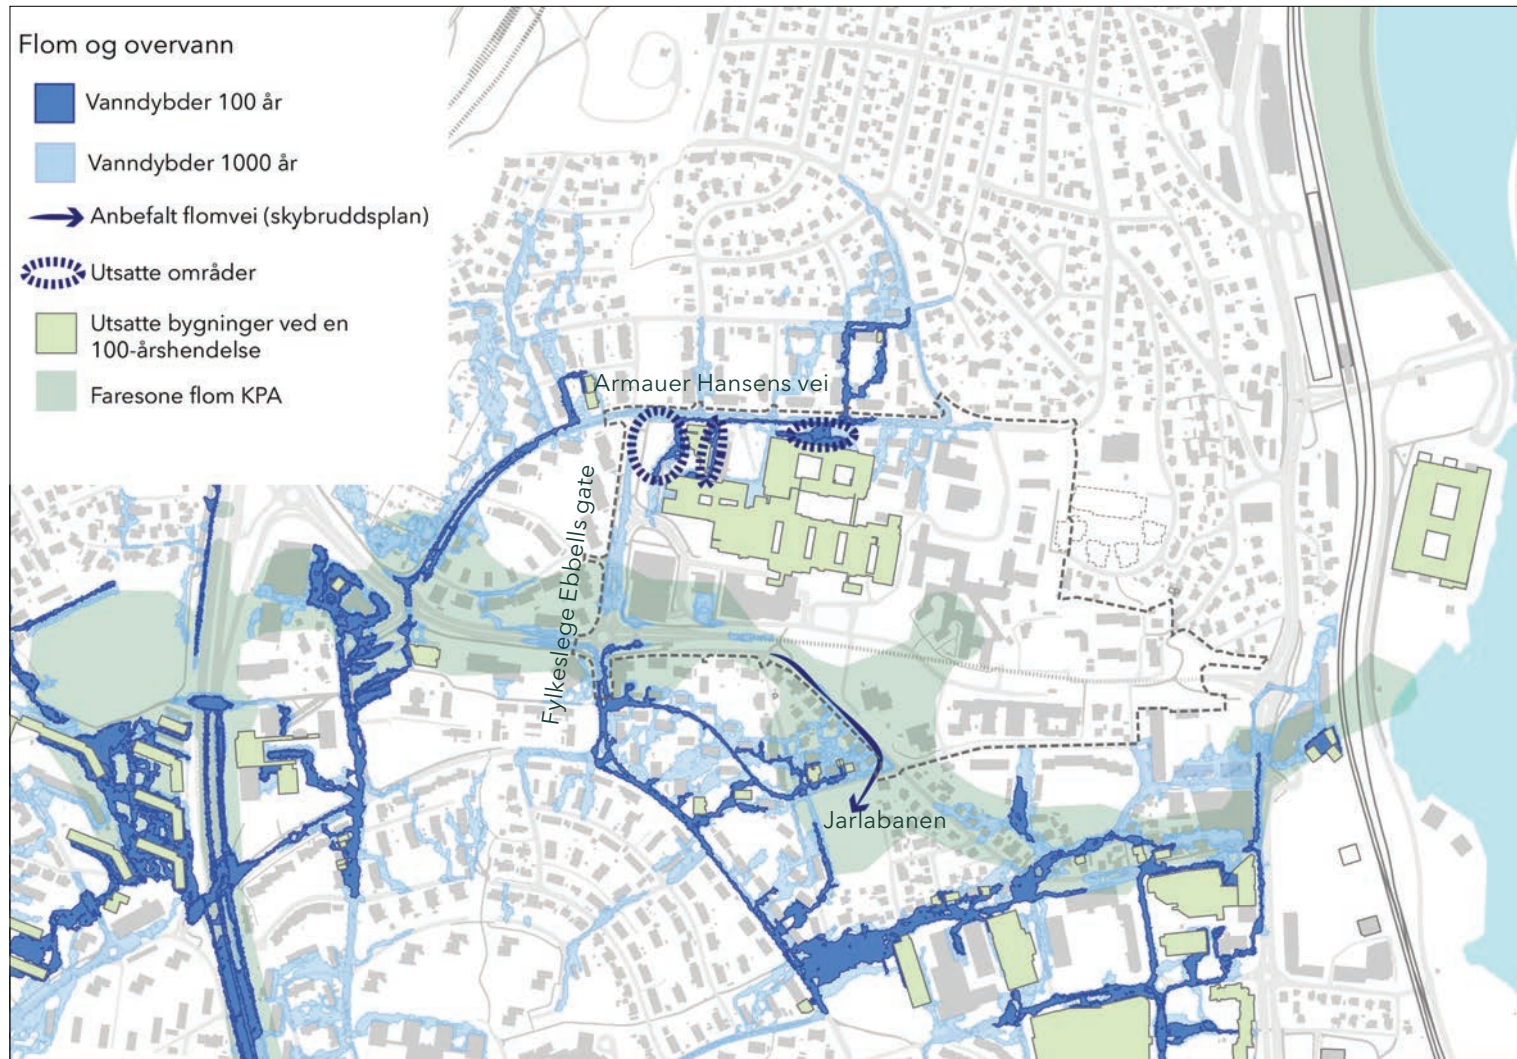 Flom og overvann
Vanndybder 100 år
Vanndybder 1000 år
Anbefalt flomvei (skybruddsplan)
Utsatte områder
Utsatte bygninger ved en
100-årshendelse
Faresone flom KPA
Armauer Hansens vei
Fylkeslege Ebbells gate
Jarlabanen